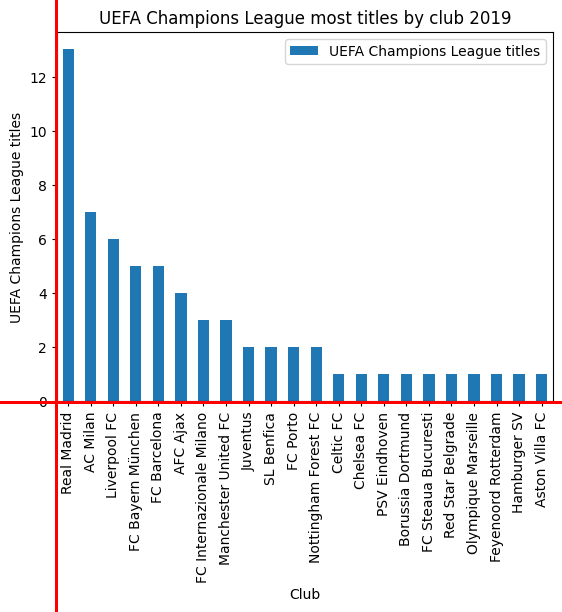 UEFA Champions League most titles by club 2019
UEFA Champions League titles
UEFA Champions League titles
12
10
8
6
4
2
0
Real Madrid
AC Milan
Liverpool FC
FC Bayern München
FC Barcelona
AFC Ajax
FC Internazionale Milano
Manchester United FC
Juventus
SL Benfica
FC Porto
Nottingham Forest FC
Celtic FC
Chelsea FC
PSV Eindhoven
Borussia Dortmund
FC Steaua Bucuresti
Red Star Belgrade
Olympique Marseille
Feyenoord Rotterdam
Hamburger SV
Aston Villa FC
Club